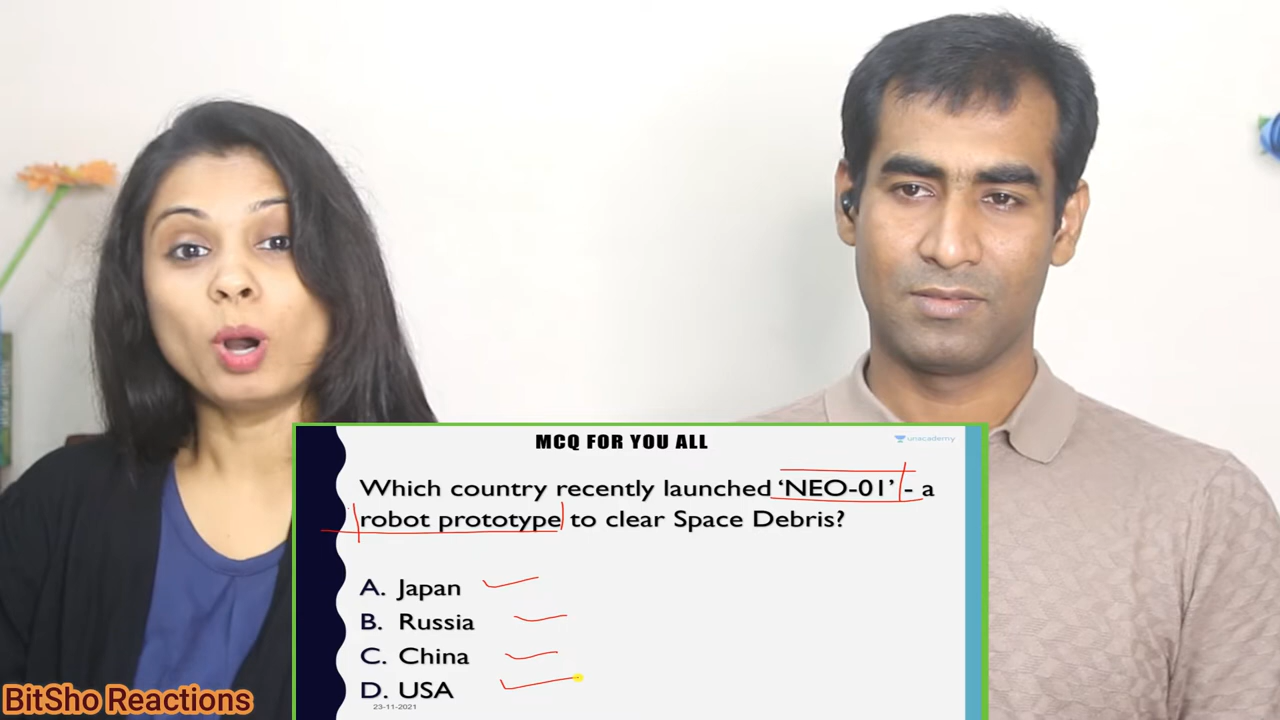 MCQ FOR YOU ALL
unacademy
Which country recently launched ‘NEO-01’ - a
robot prototype to clear Space Debris?
A. Japan
B. Russia
C. China
D. USA
23-11-2021
BitSho Reactions